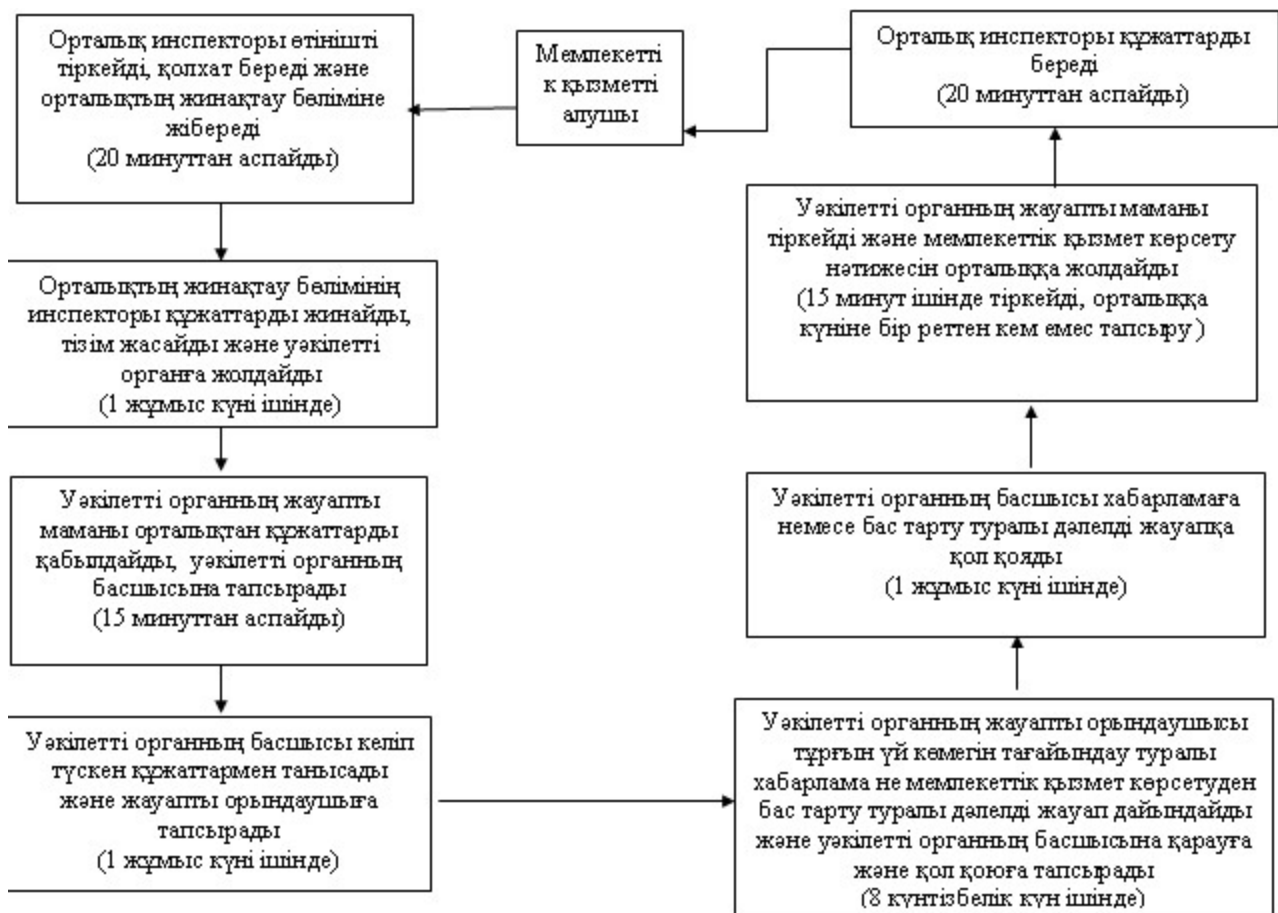 Орталық инспекторы өтінішті
тіркейді, қолхат береді және
орталықтың жинақтау бөліміне
жібереді
(20 минуттан аспайды)
Мемлекетті
к қызметті
алушы
Орталық инспекторы құжаттарды
береді
(20 минуттан аспайды)
Орталықтың жинақтау бөлімінің
инспекторы құжаттарды жинайды,
тізім жасайды және уәкілетті
органға жолдайды
(1 жұмыс күні ішінде)
Уәкілетті органның жауапты
маманы орталықтан құжаттарды
қабылдайды, уәкілетті органның
басшысына тапсырады
(15 минуттан аспайды)
Уәкілетті органның басшысы келіп
түскен құжаттармен танысады
және жауапты орындаушыға
тапсырады
(1 жұмыс күні ішінде)
Уәкілетті органның жауапты орындаушысы
тұрғын үй көмегін тағайындау туралы
хабарлама не мемлекеттік қызмет көрсетуден
бас тарту туралы дәлелді жауап дайындайды
және уәкілетті органның басшысына қарауға
және қол қоюға тапсырады
(8 күнтізбелік күн ішінде)
Уәкілетті органның басшысы хабарламаға
немесе бас тарту туралы дәлелді жауапқа
қол қояды
(1 жұмыс күні ішінде)
Уәкілетті органның жауапты маманы
тіркейді және мемлекеттік қызмет көрсету
нәтижесін орталыққа жолдайды
(15 минут ішінде тіркейді, орталыққа
күніне бір реттен кем емес тапсыру )